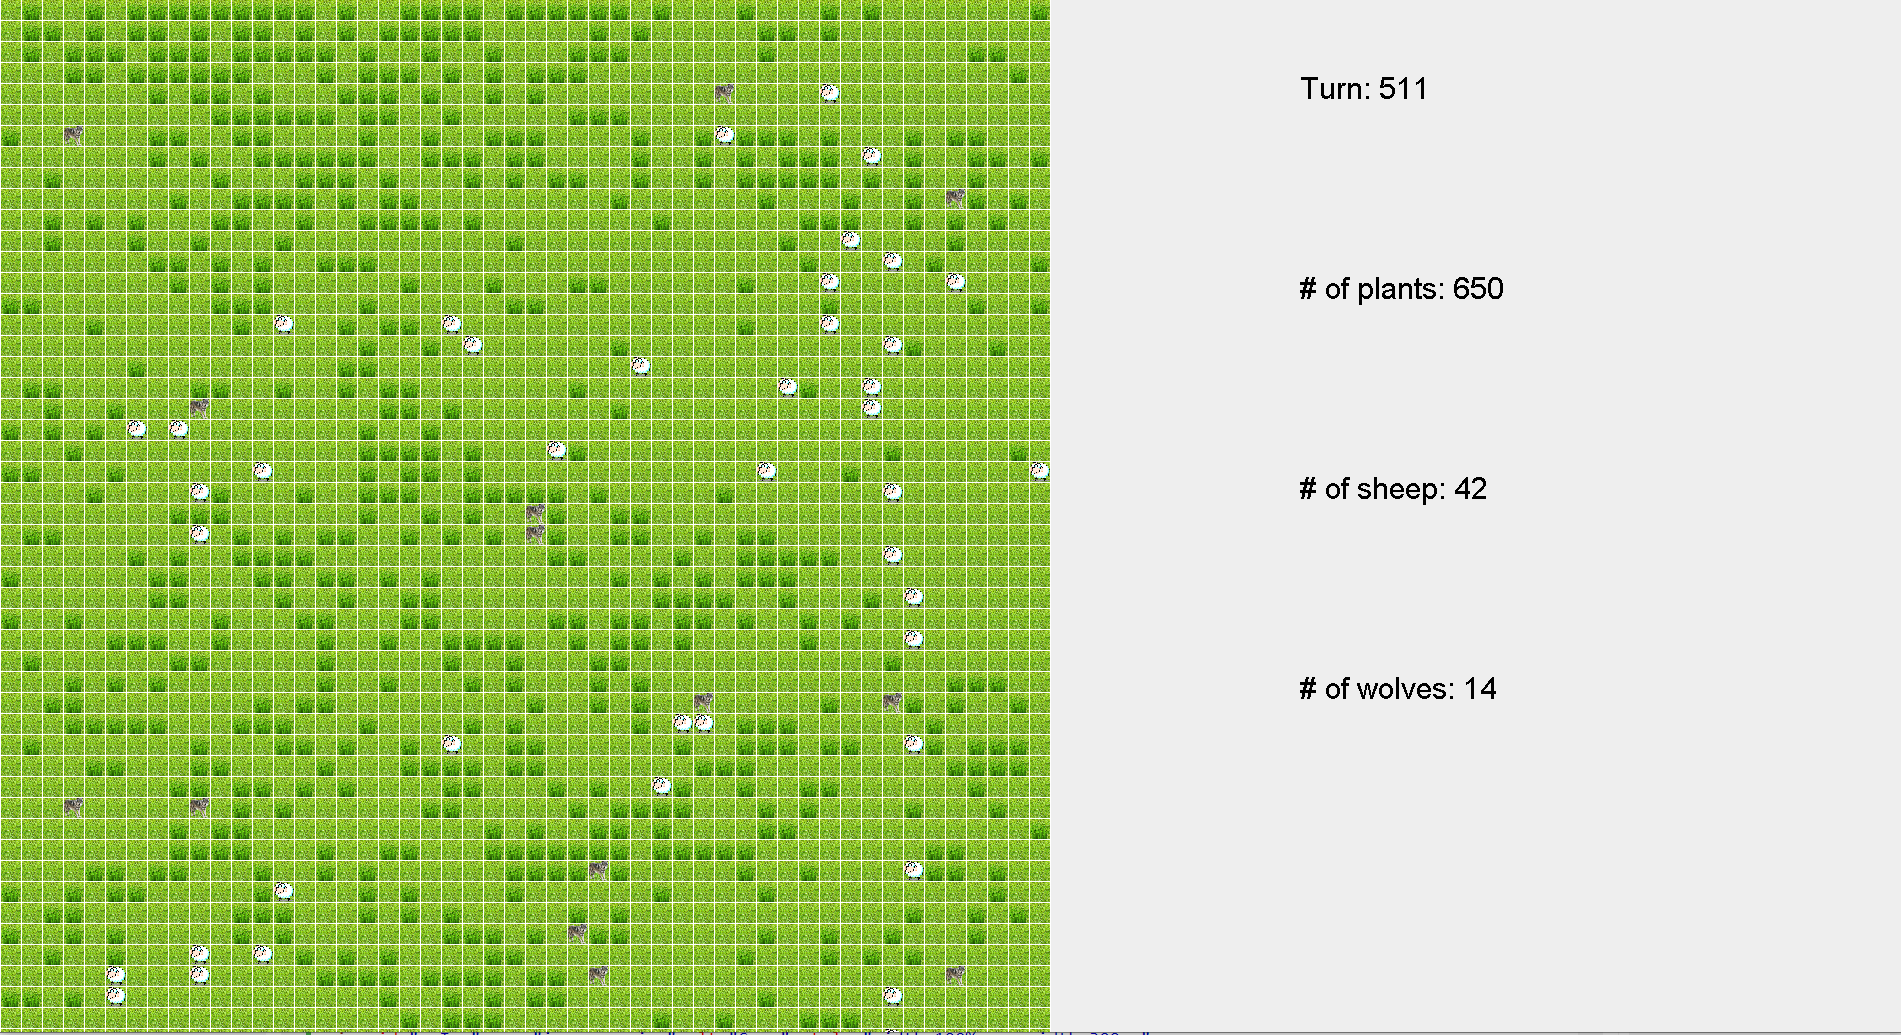 Turn: 511
# of plants: 650
# of sheep: 42
# of wolves: 14